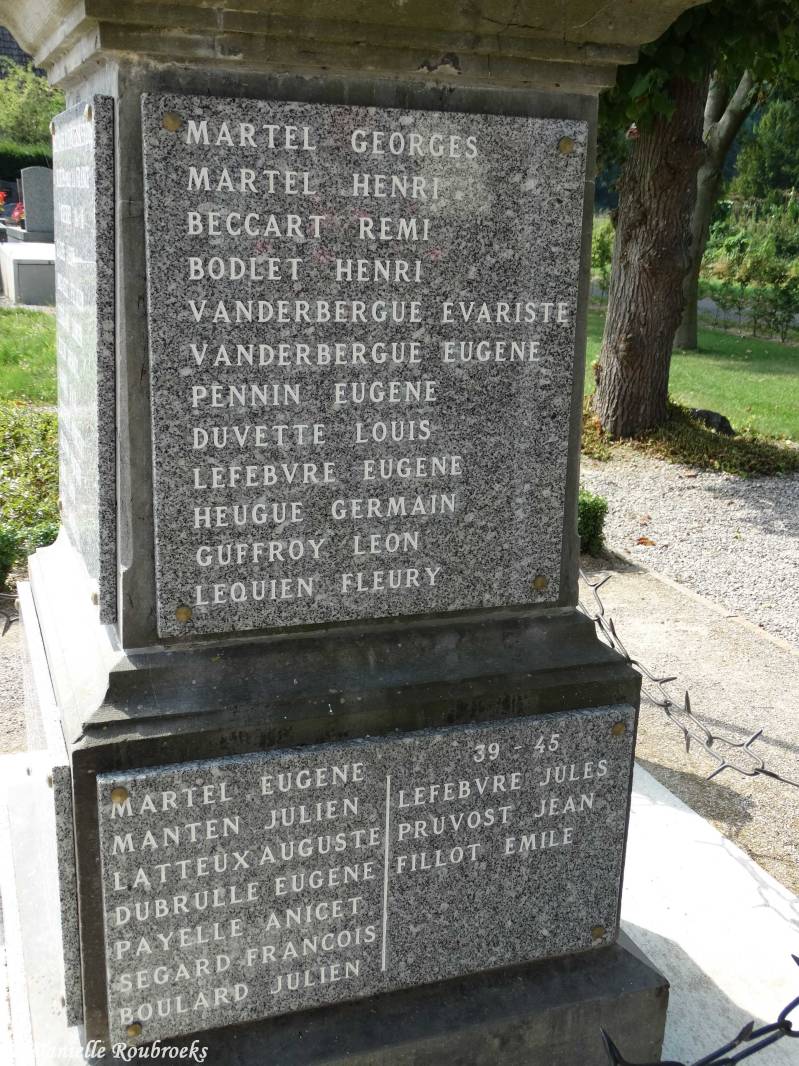 MARTEL GEORGES
MARTEL HENRI
BECCART REMI
BODLET HENRI
VANDERBERGUE EVARISTE
VANDERBERGUE EUGENE
PENNIN EUGENE
DUVETTE LOUIS
LEFEBVRE EUGENE
HEUGUE GERMAIN
GUFFROY LEON
LEQUIEN FLEURY
MARTEL EUGENE
MANTEN JULIEN
LATTEUX AUGUSTE
DUBRULLE EUGENE
PAYELLE ANICET
SEGARD FRANCOIS
BOULARD JULIEN
39 - 45
LEFEBVRE JULES
PRUVOST JEAN
FILLOT EMILE
Danielle Roubroeks